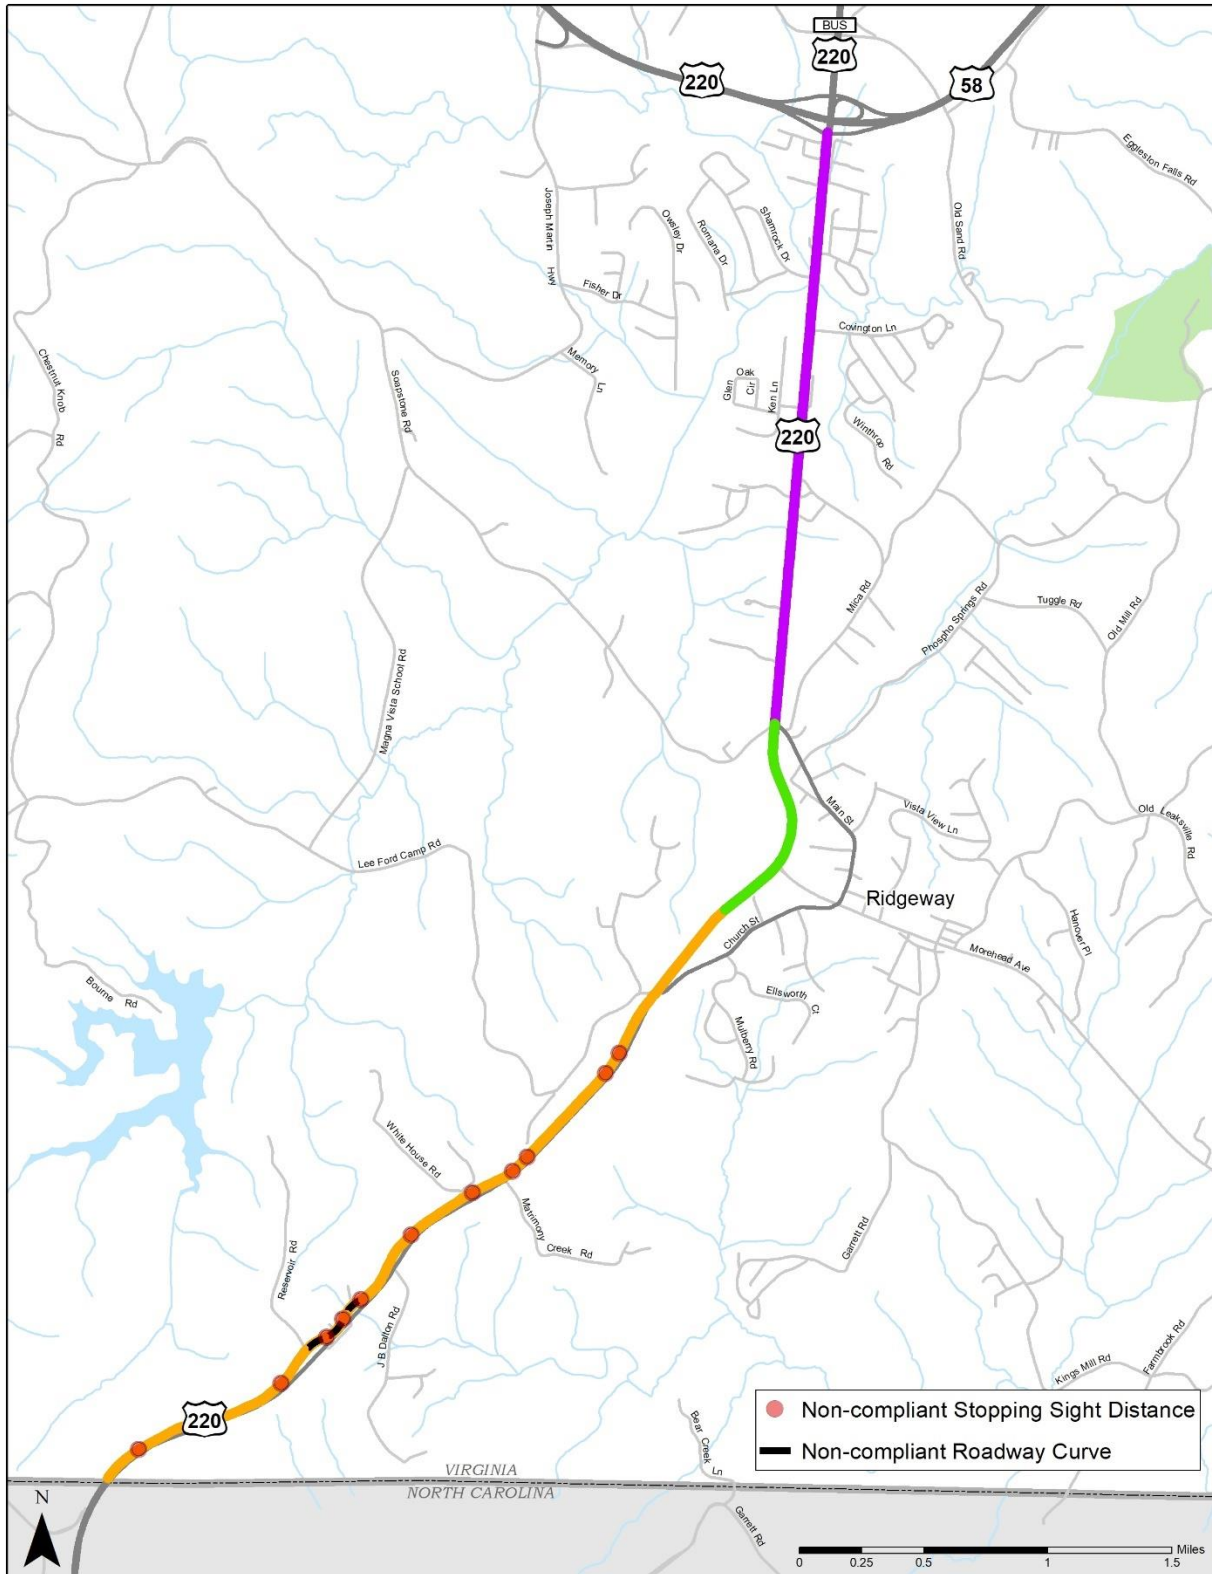 BUS
220
220
58
Eggleston Falls Rd
Joseph Martin Hwy
Owsley Dr
Romana Dr
Shamrock Dr
Old Sand Rd
Fisher Dr
Covington Ln
Memory Ln
Chestnut Knob Rd
Soapstone Rd
Glen Oak Cir
Ken Ln
220
Winthrop Rd
Mica Rd
Phospho Springs Rd
Tuggle Rd
Old Mill Rd
Magna Vista School Rd
Main St
Vista View Ln
Old Leaksville Rd
Lee Ford Camp Rd
Ridgeway
Church St
Hanover Pl
Morehead Ave
Bourne Rd
Ellsworth Ct
Mulberry Rd
White House Rd
Matrimony Creek Rd
Garrett Rd
Reservoir Rd
J B Dalton Rd
Farmbrook Rd
Kings Mill Rd
220
Bear Creek Ln
Non-compliant Stopping Sight Distance
Non-compliant Roadway Curve
VIRGINIA
NORTH CAROLINA
N
Garrett Rd
Miles
0 0.25 0.5 1 1.5